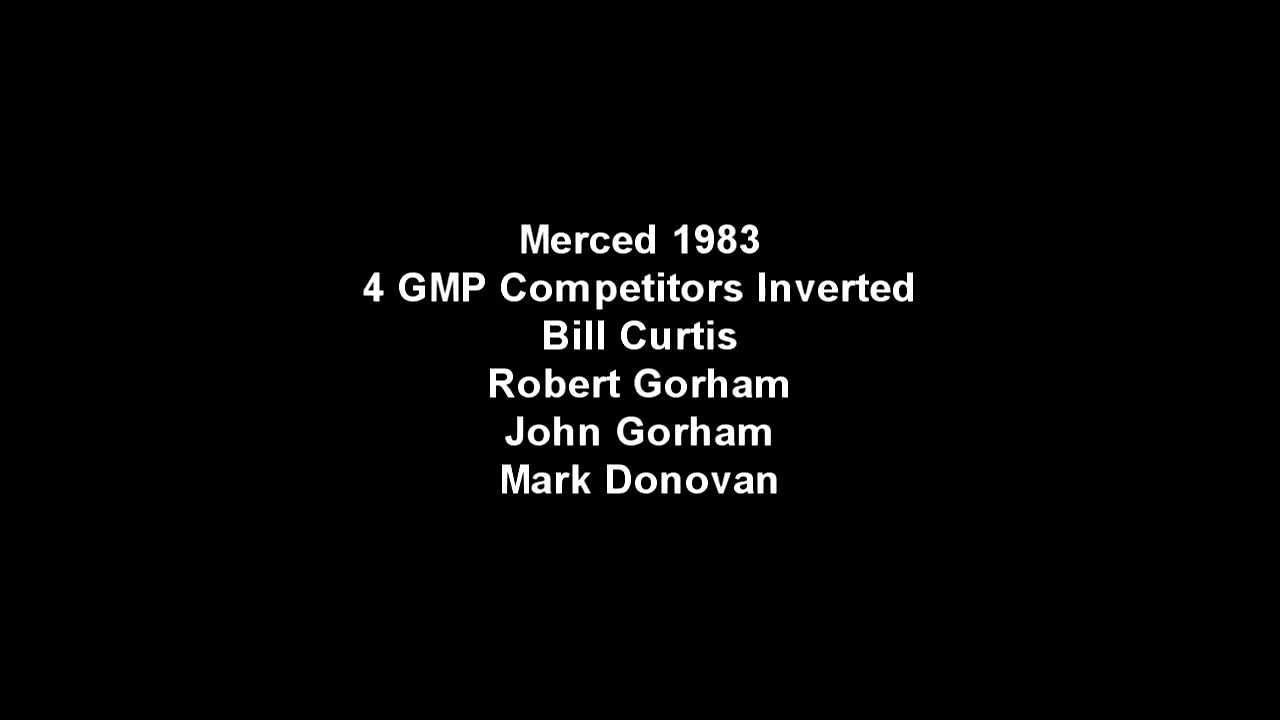 Merced 1983
4 GMP Competitors Inverted
Bill Curtis
Robert Gorham
John Gorham
Mark Donovan